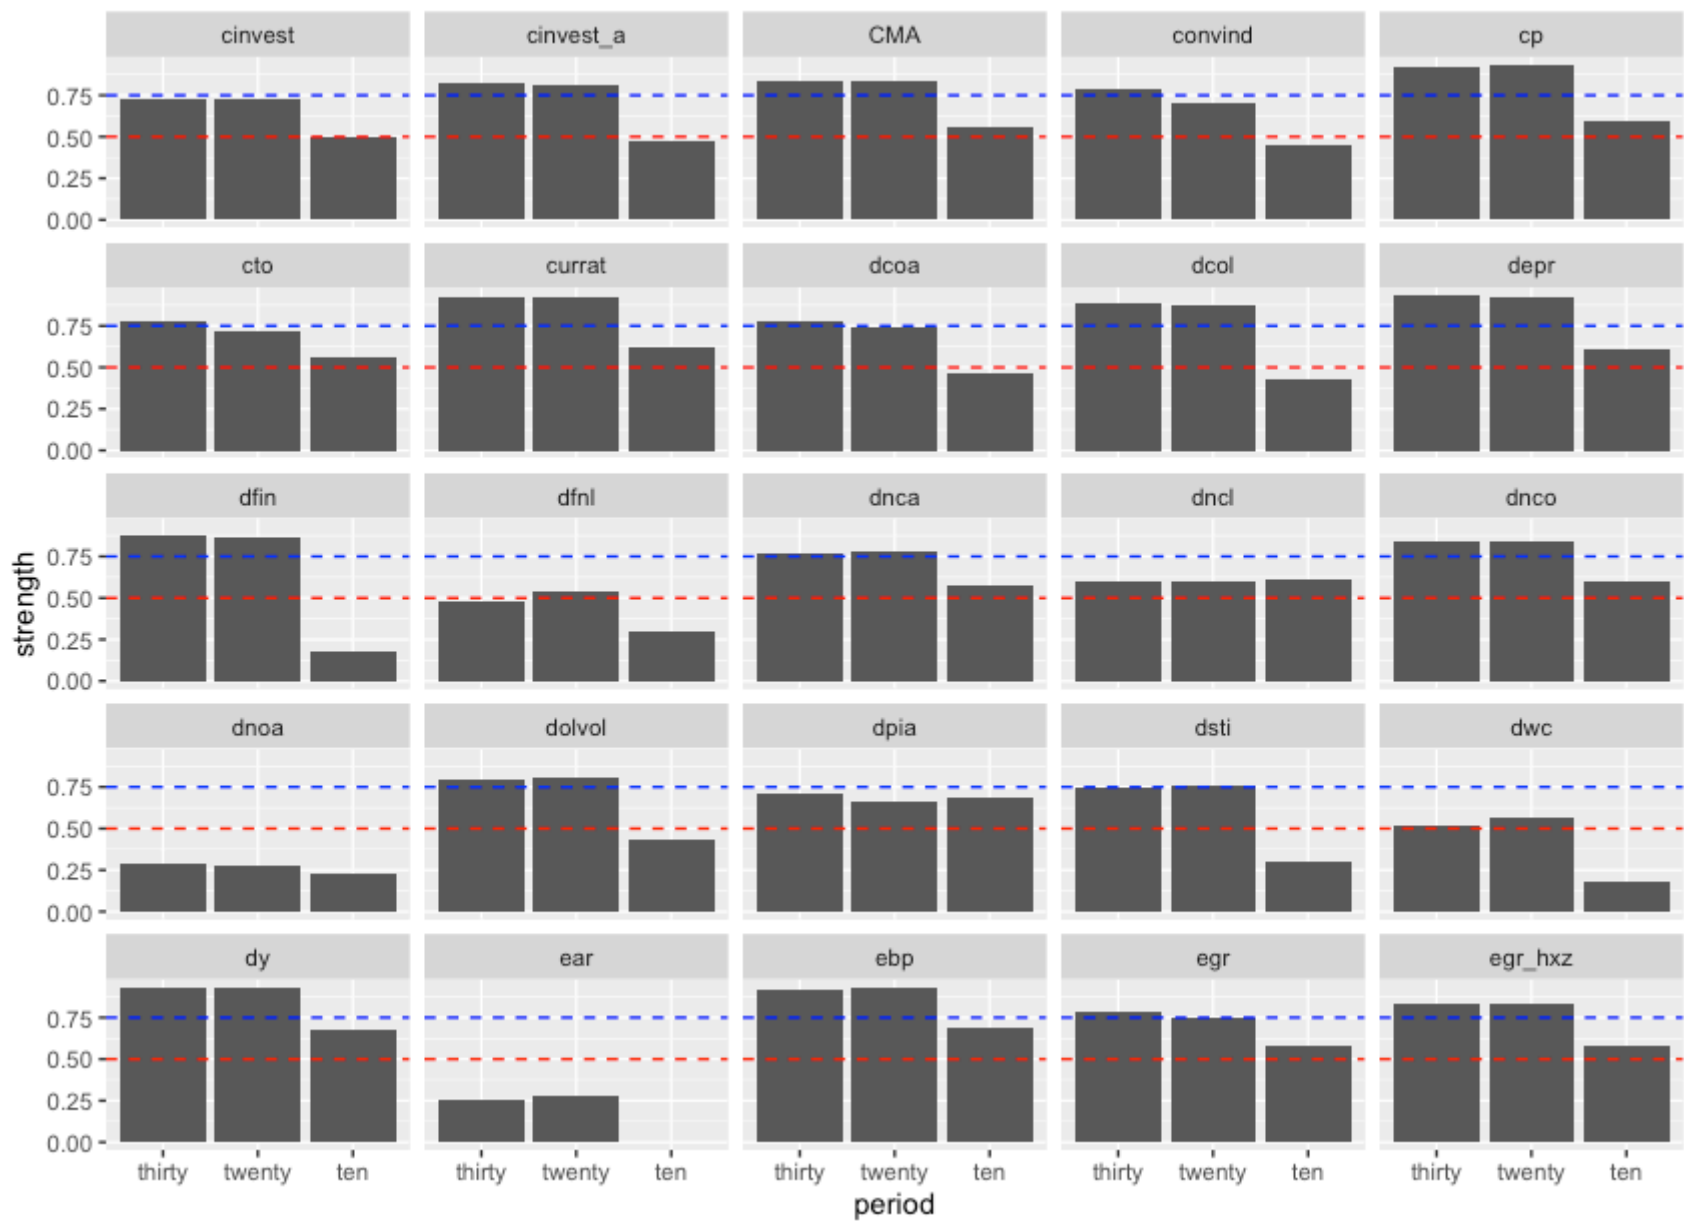 cinvest cinvest_a CMA convind cp
0.75
0.50
0.25
0.00
cto currat dcoa dcol depr
0.75
0.50
0.25
0.00
dfin dfnl dnca dncl dnco
0.75
0.50
0.25
0.00
strength
dnoa dolvol dpia dsti dwc
0.75
0.50
0.25
0.00
dy ear ebp egr egr_hxz
0.75
0.50
0.25
0.00
thirty twenty ten thirty twenty ten thirty twenty ten thirty twenty ten thirty twenty ten
period